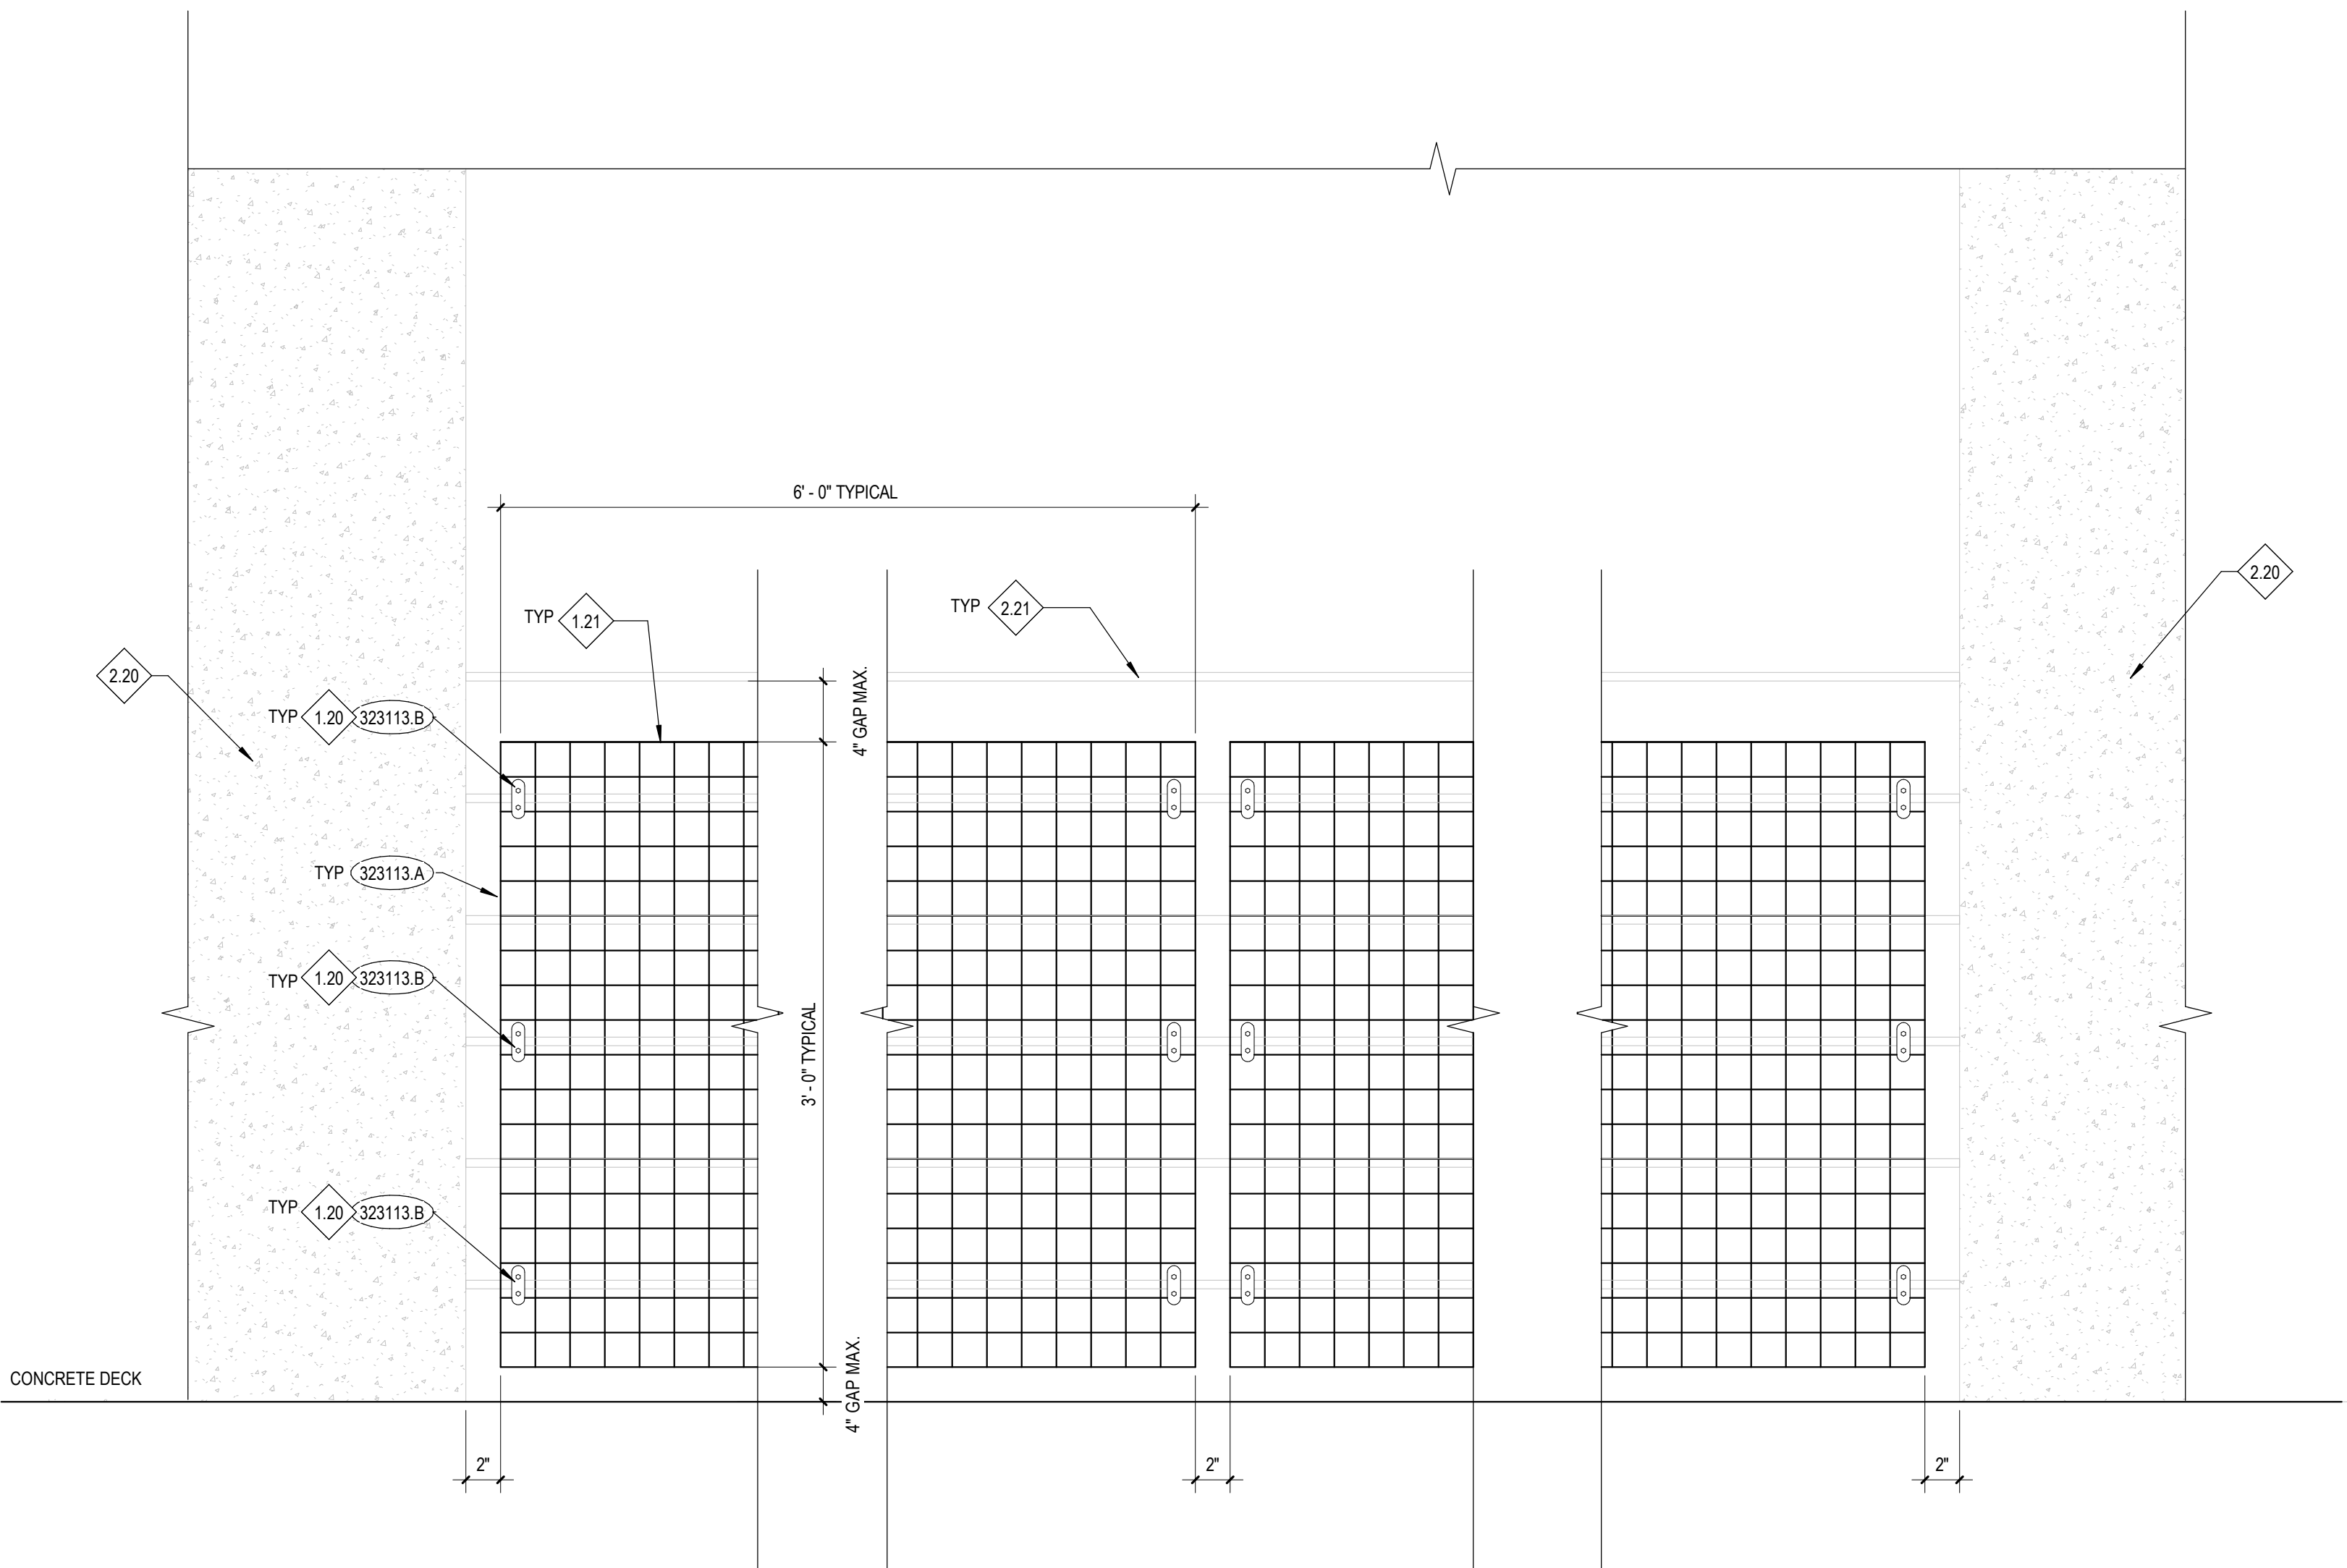 6' - 0" TYPICAL
TYP 1.21
TYP 2.21
2.20
2.20
4" GAP MAX.
TYP 1.20 323113.B
TYP 323113.A
TYP 1.20 323113.B
3' - 0" TYPICAL
TYP 1.20 323113.B
4" GAP MAX.
CONCRETE DECK
2"
2"
2"